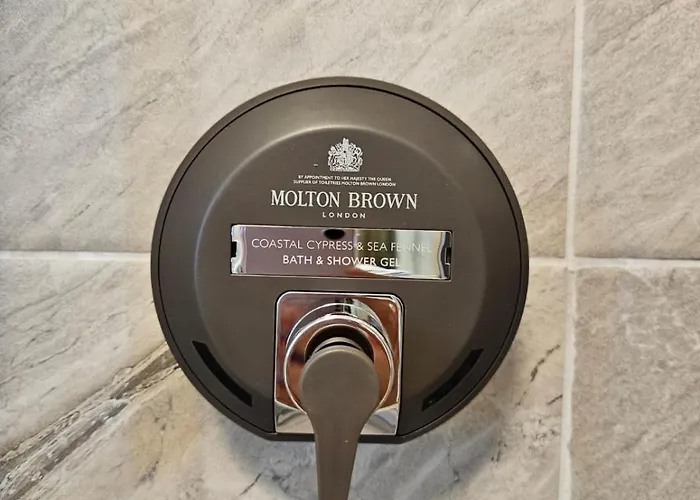 BY APPOINTMENT TO HER MAJESTY THE QUEEN
SUPPLIER OF TOILETRIES MOLTON BROWN LONDON
MOLTON BROWN
LONDON
COASTAL CYPRESS & SEA FENNEL
BATH & SHOWER GEL